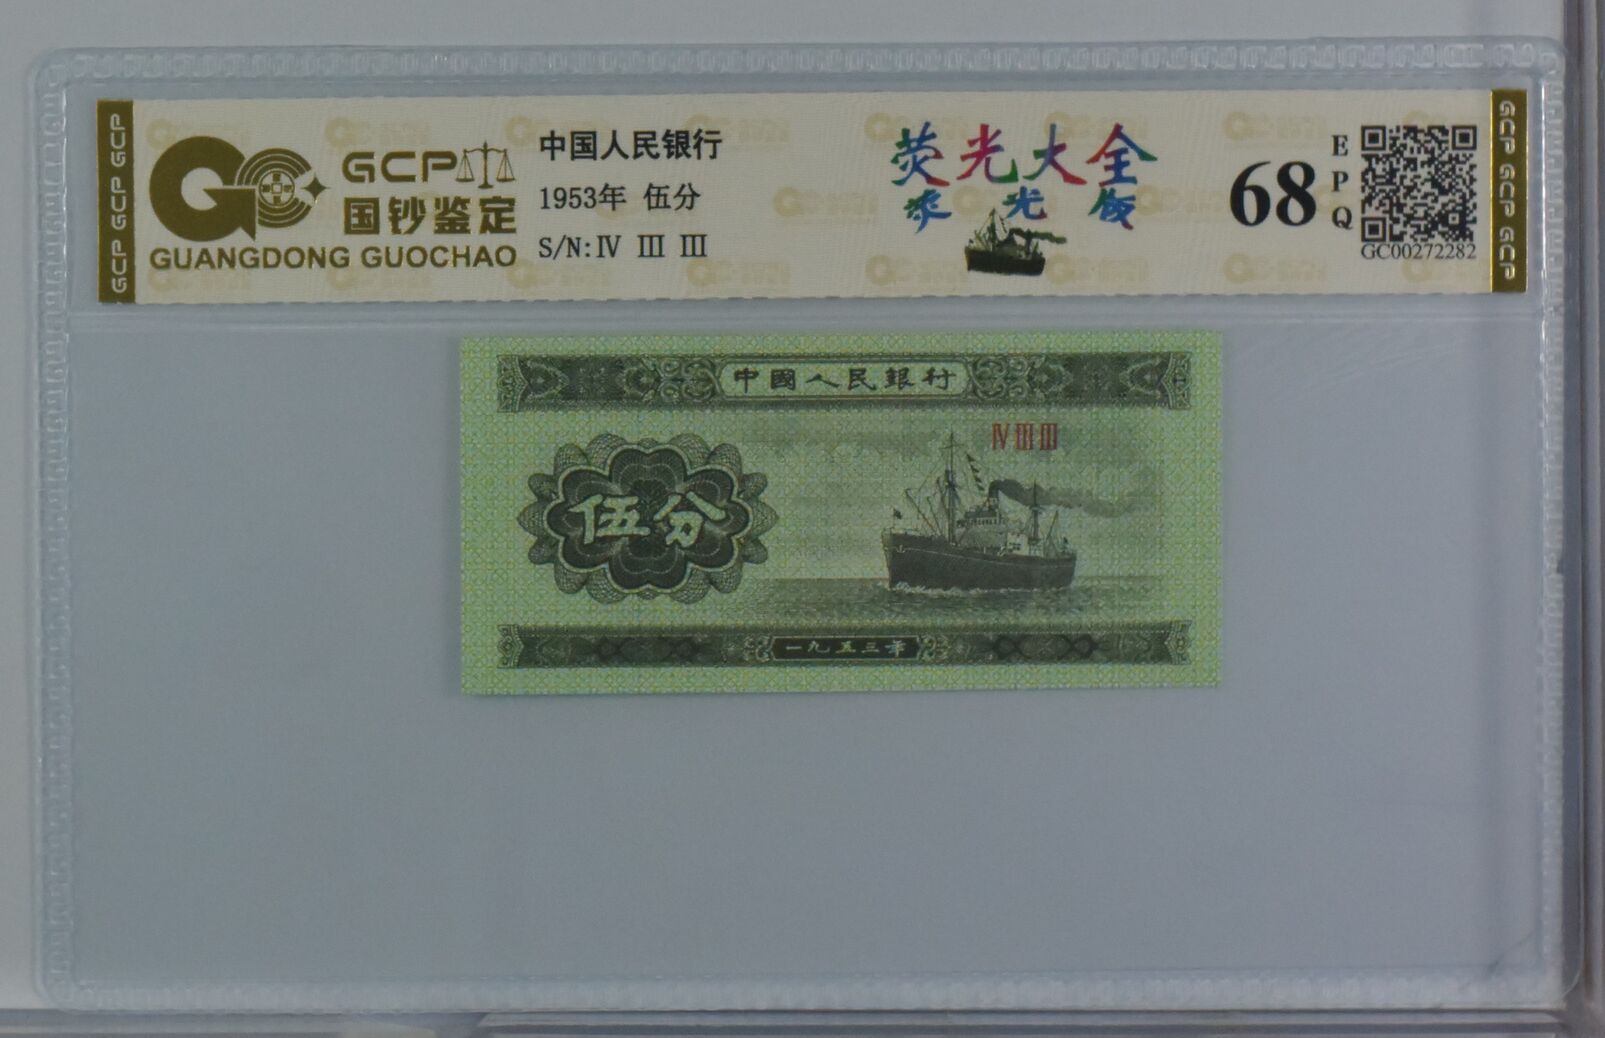 GCP
国钞鉴定
GUANGDONG GUOCHAO
中国人民银行
1953年 伍分
S/N:Ⅳ Ⅲ Ⅲ
荧光大全
光版
68
EPQ
GC00272282
GCP GCP GCP
GCP GCP GCP
中國人民銀行
ⅣⅢⅢ
伍分
一九五三年